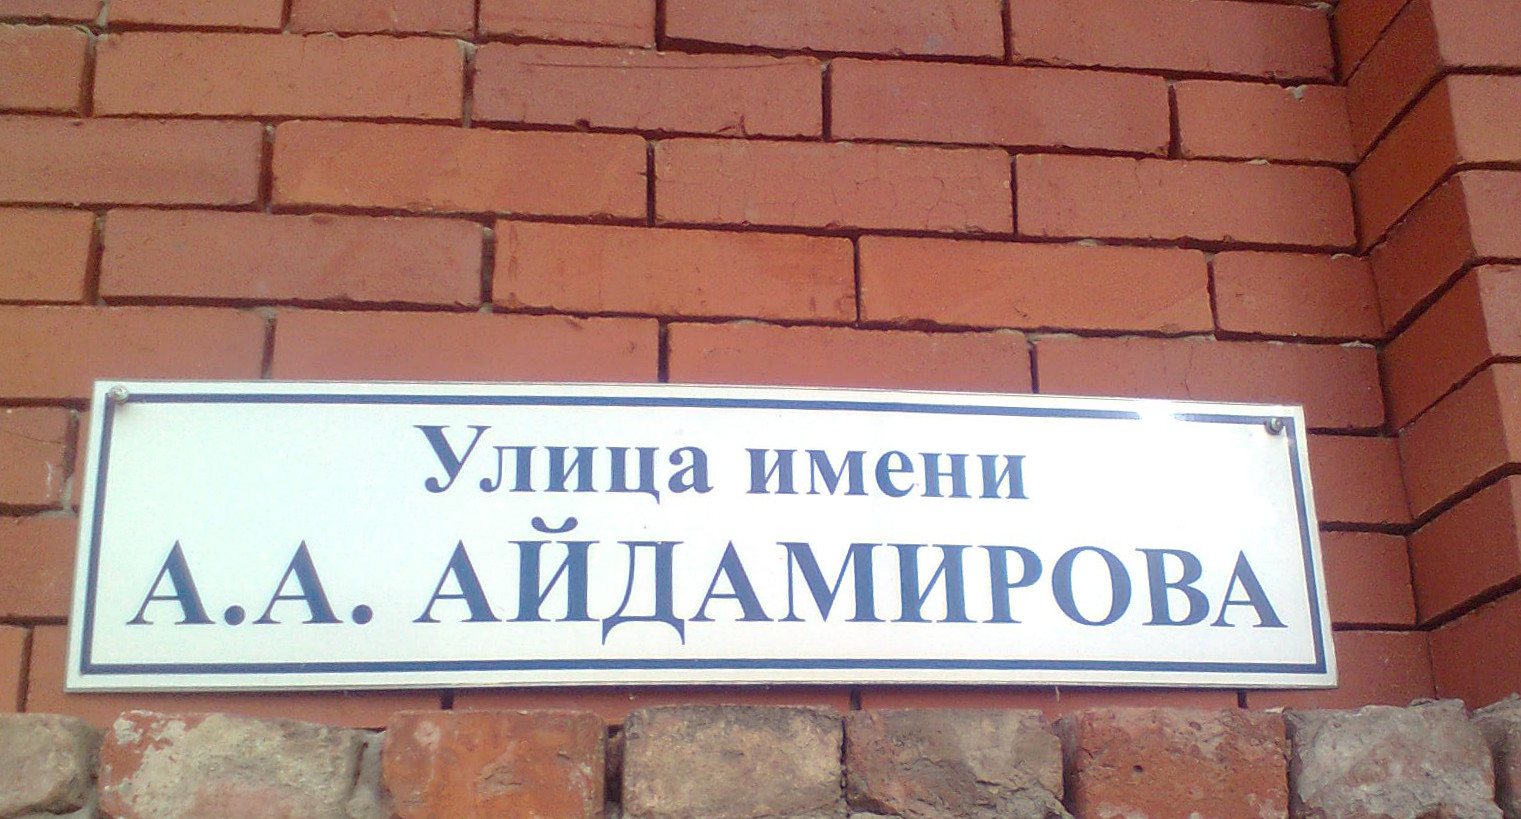 Улица имени
А.А. АЙДАМИРОВА